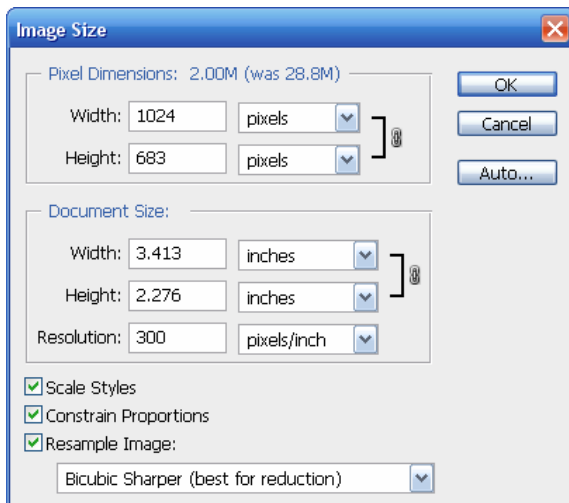 Image Size
Pixel Dimensions: 2.00M (was 28.8M)
OK
Width: 1024 pixels
Cancel
Height: 683 pixels
Auto...
Document Size:
Width: 3.413 inches
Height: 2.276 inches
Resolution: 300 pixels/inch
Scale Styles
Constrain Proportions
Resample Image:
Bicubic Sharper (best for reduction)